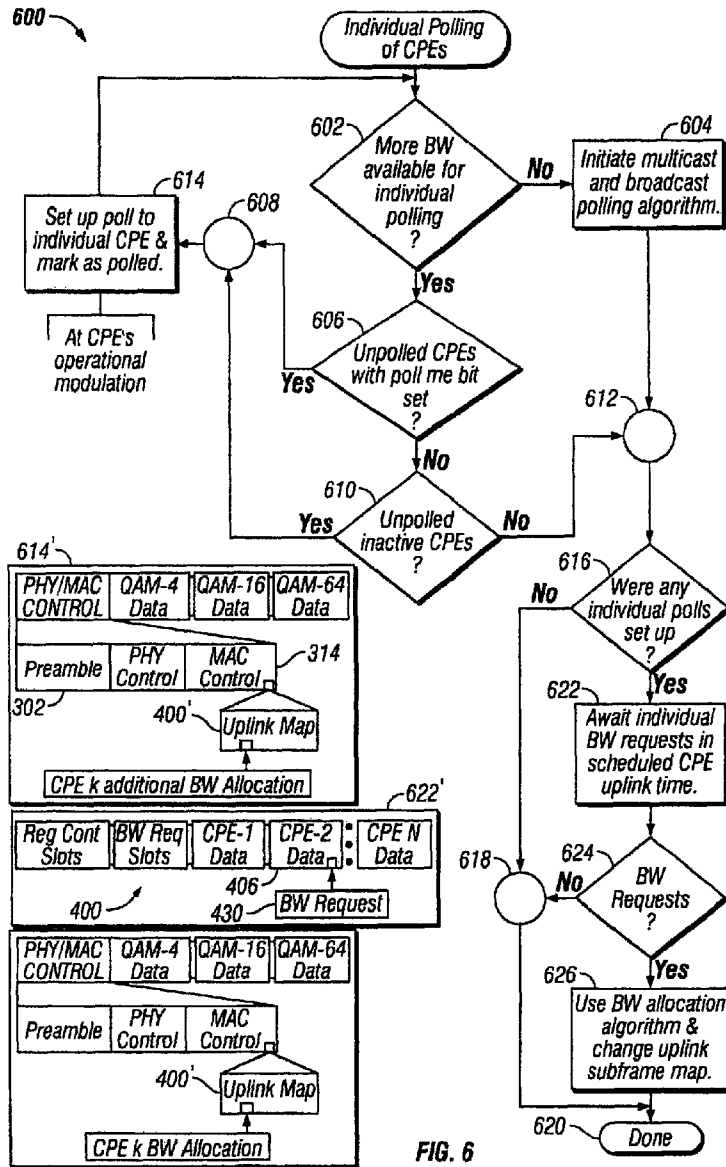 600
Individual Polling
of CPEs
602
More BW
available for
individual
polling
?
No
604
Initiate multicast
and broadcast
polling algorithm.
614
Set up poll to
individual CPE &
mark as polled.
608
At CPE's
operational
modulation
Yes
606
Unpolled CPEs
with poll me bit
set
?
Yes
No
612
610
Unpolled
inactive CPEs
?
Yes
No
616
Were any
individual polls
set up
?
No
Yes
622
Await individual
BW requests in
scheduled CPE
uplink time.
618
624
BW
Requests
?
No
Yes
626
Use BW allocation
algorithm &
change uplink
subframe map.
620
Done
614'
PHY/MAC
CONTROL
QAM-4
Data
QAM-16
Data
QAM-64
Data
Preamble
PHY
Control
MAC
Control
314
302
400'
Uplink Map
CPE k additional BW Allocation
622'
Reg Cont
Slots
BW Req
Slots
CPE-1
Data
CPE-2
Data
CPE N
Data
406
400
430
BW Request
PHY/MAC
CONTROL
QAM-4
Data
QAM-16
Data
QAM-64
Data
Preamble
PHY
Control
MAC
Control
400'
Uplink Map
CPE k BW Allocation
FIG. 6